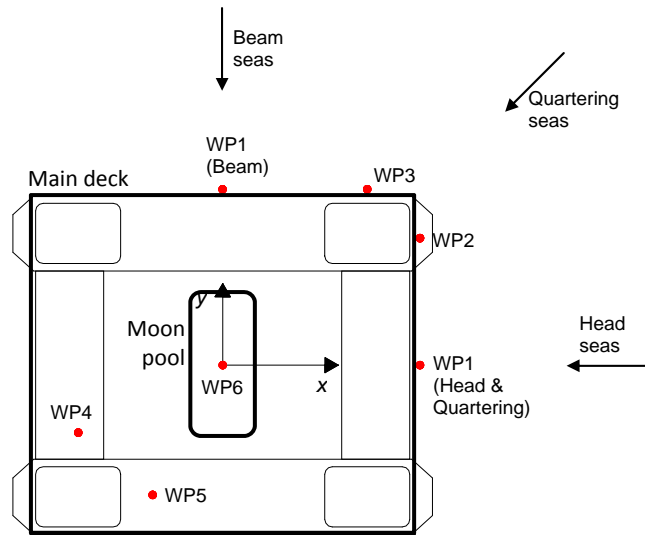 Beam
seas
Quartering
seas
WP1
(Beam)
Main deck
WP3
WP2
y
Moon
pool
Head
seas
WP1
(Head &
Quartering)
x
WP6
WP4
WP5